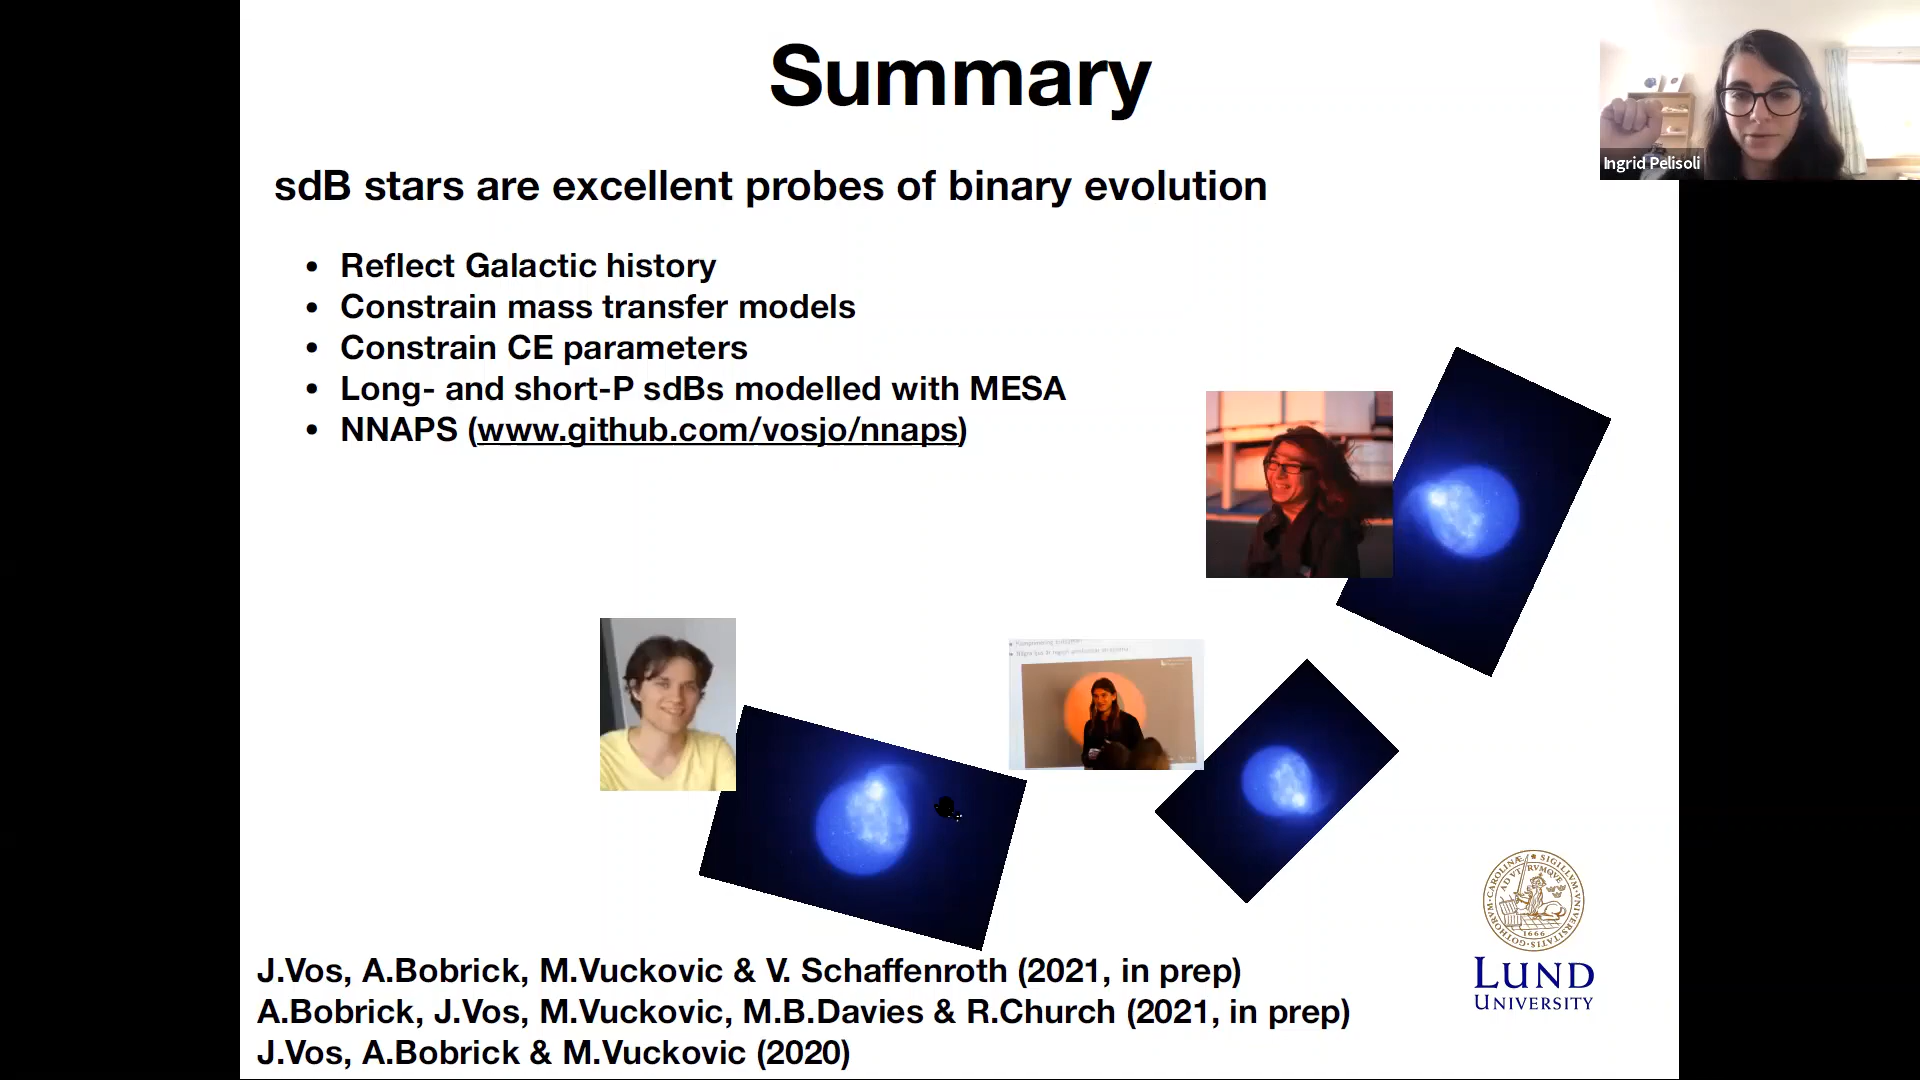 Summary
Ingrid Pelisoli
sdB stars are excellent probes of binary evolution
• Reflect Galactic history
• Constrain mass transfer models
• Constrain CE parameters
• Long- and short-P sdBs modelled with MESA
• NNAPS (www.github.com/vosjo/nnaps)
1666
LUND
UNIVERSITY
J.Vos, A.Bobrick, M.Vuckovic & V. Schaffenroth (2021, in prep)
A.Bobrick, J.Vos, M.Vuckovic, M.B.Davies & R.Church (2021, in prep)
J.Vos, A.Bobrick & M.Vuckovic (2020)